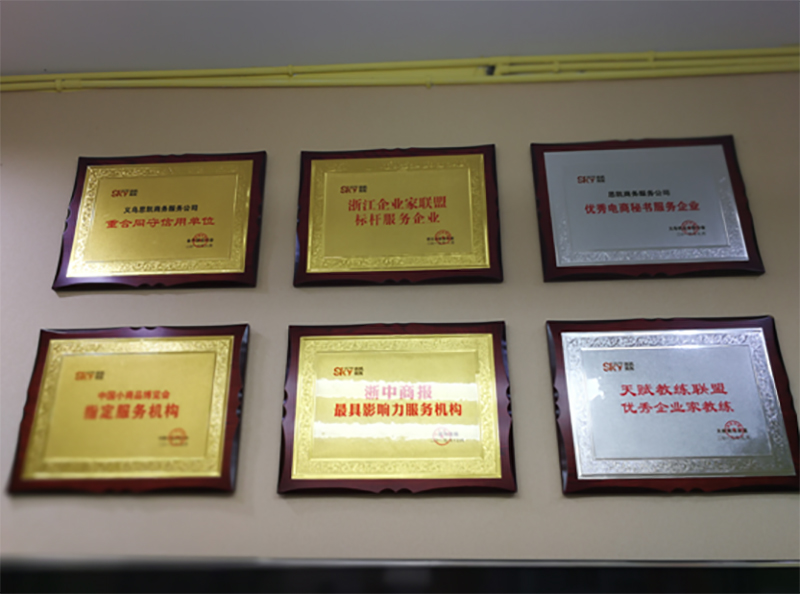 SKY
义乌思凯商务服务公司
重合同守信用单位
SKY
浙江企业家联盟
标杆服务企业
SKY
思凯商务服务公司
优秀电商秘书服务企业
SKY
中国小商品博览会
指定服务机构
SKY
浙中商报
最具影响力服务机构
SKY
天赋教练联盟
优秀企业家教练